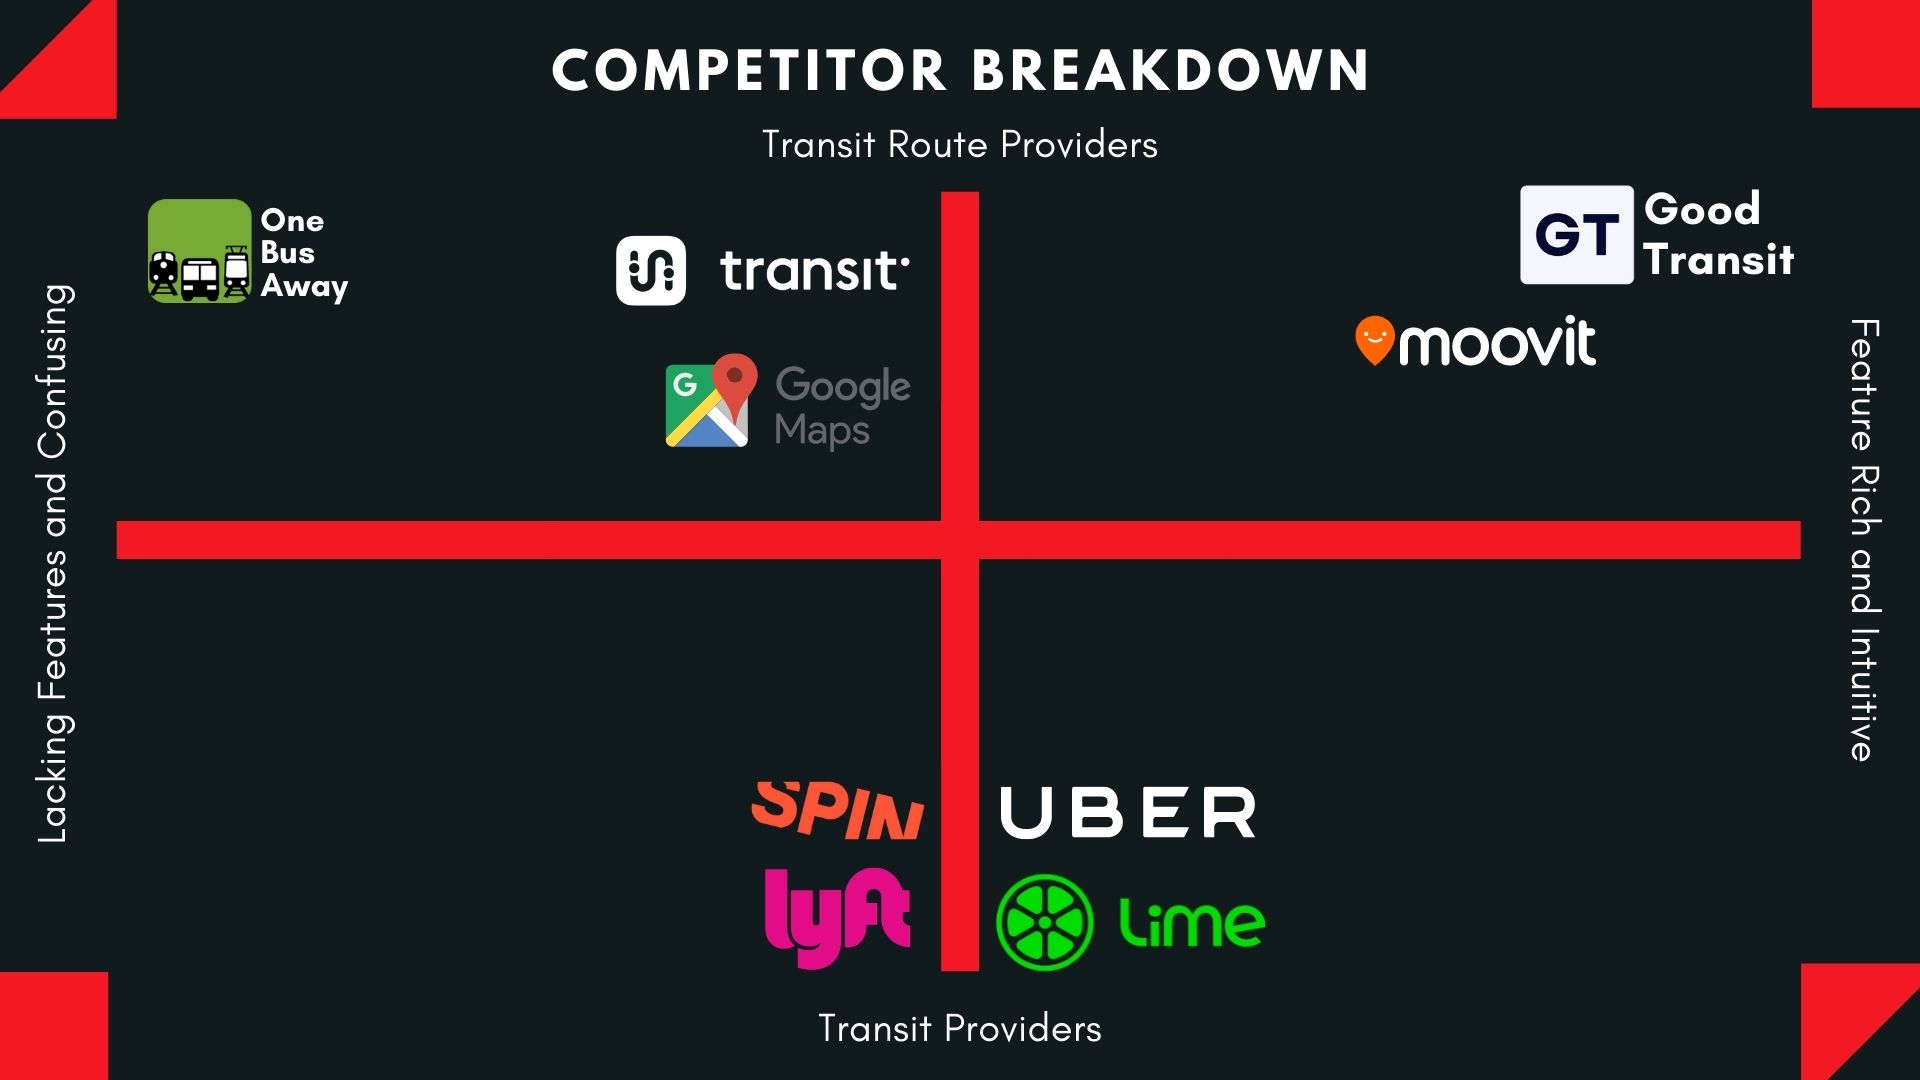 COMPETITOR BREAKDOWN
Transit Route Providers
One
Bus
Away
transit
GT
Good
Transit
moovit
G
Google
Maps
Lacking Features and Confusing
Feature Rich and Intuitive
SPIN
UBER
lyft
Lime
Transit Providers